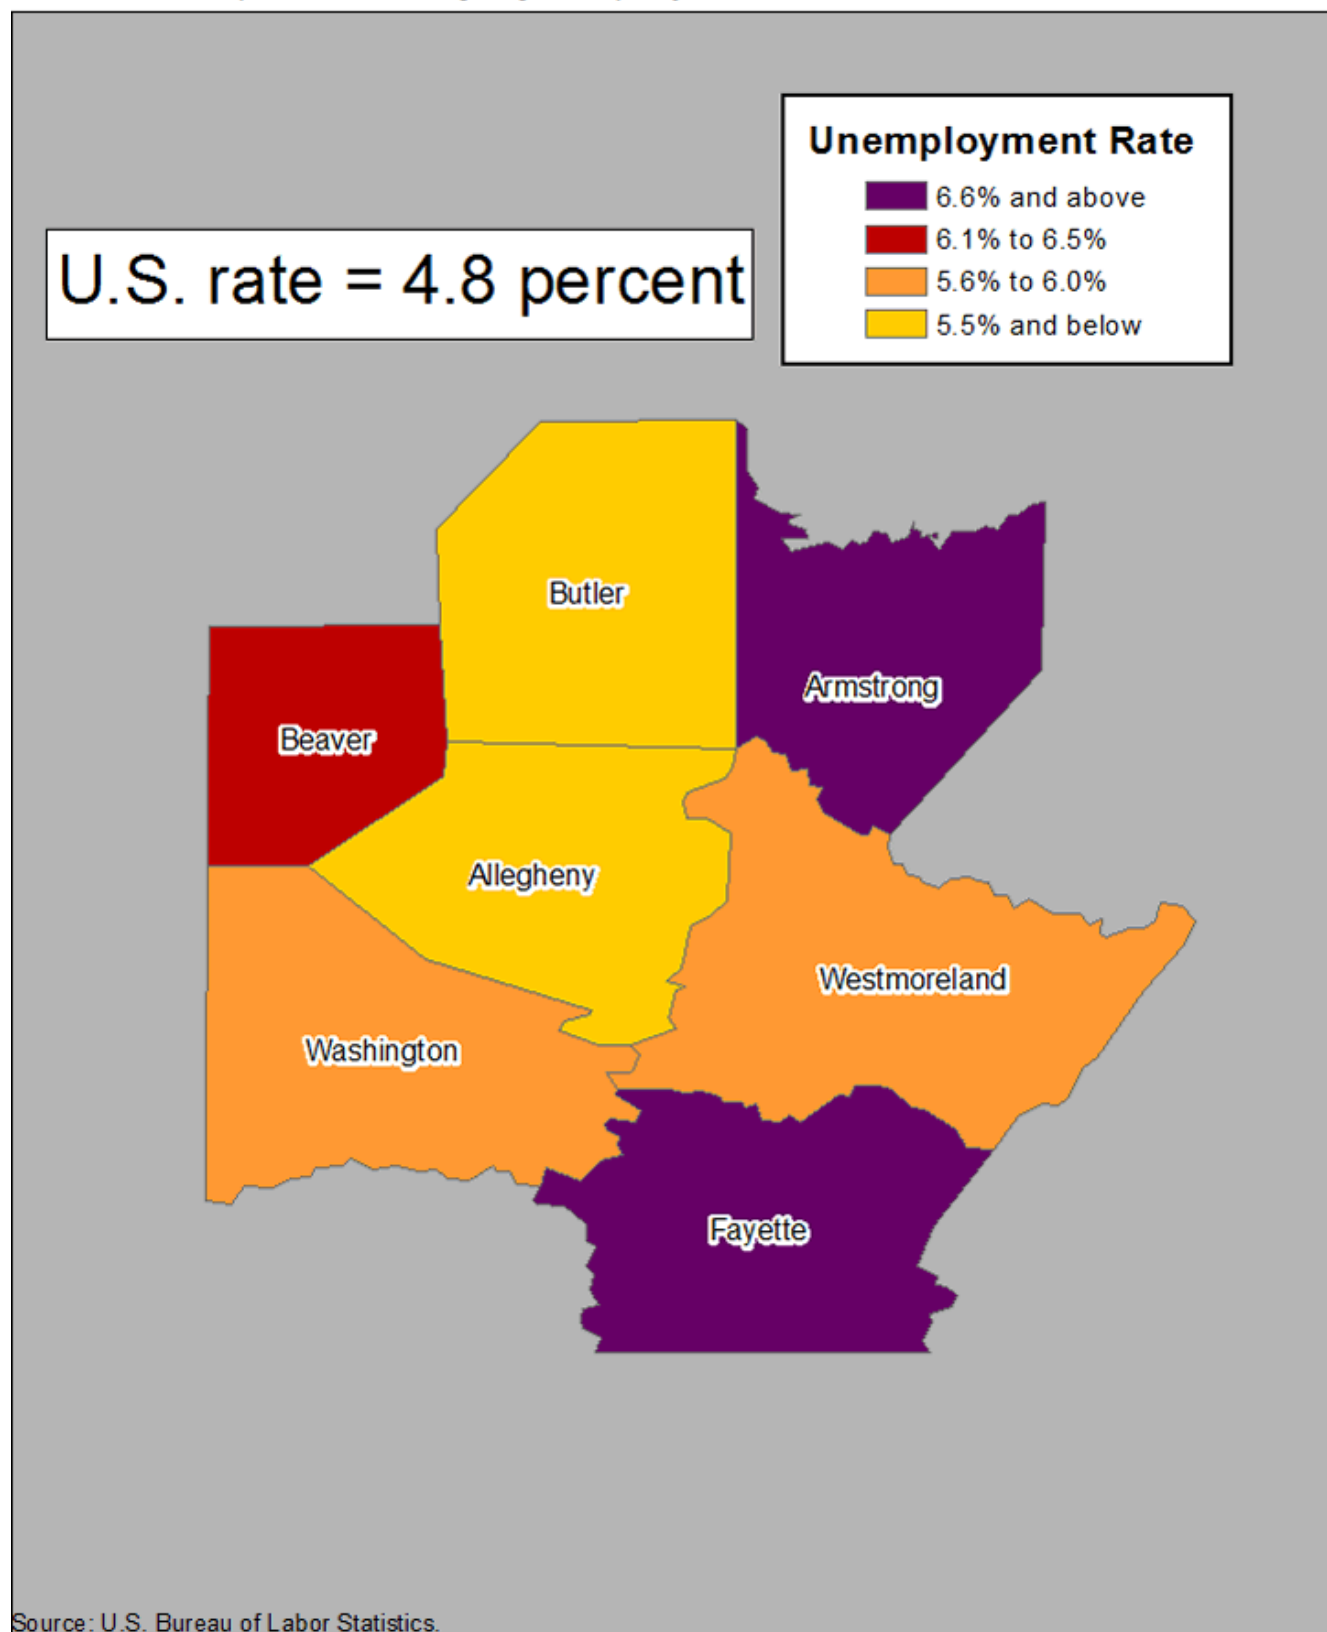 Unemployment Rate
6.6% and above
6.1% to 6.5%
5.6% to 6.0%
5.5% and below
U.S. rate = 4.8 percent
Butler
Armstrong
Beaver
Allegheny
Westmoreland
Washington
Fayette
Source: U.S. Bureau of Labor Statistics.